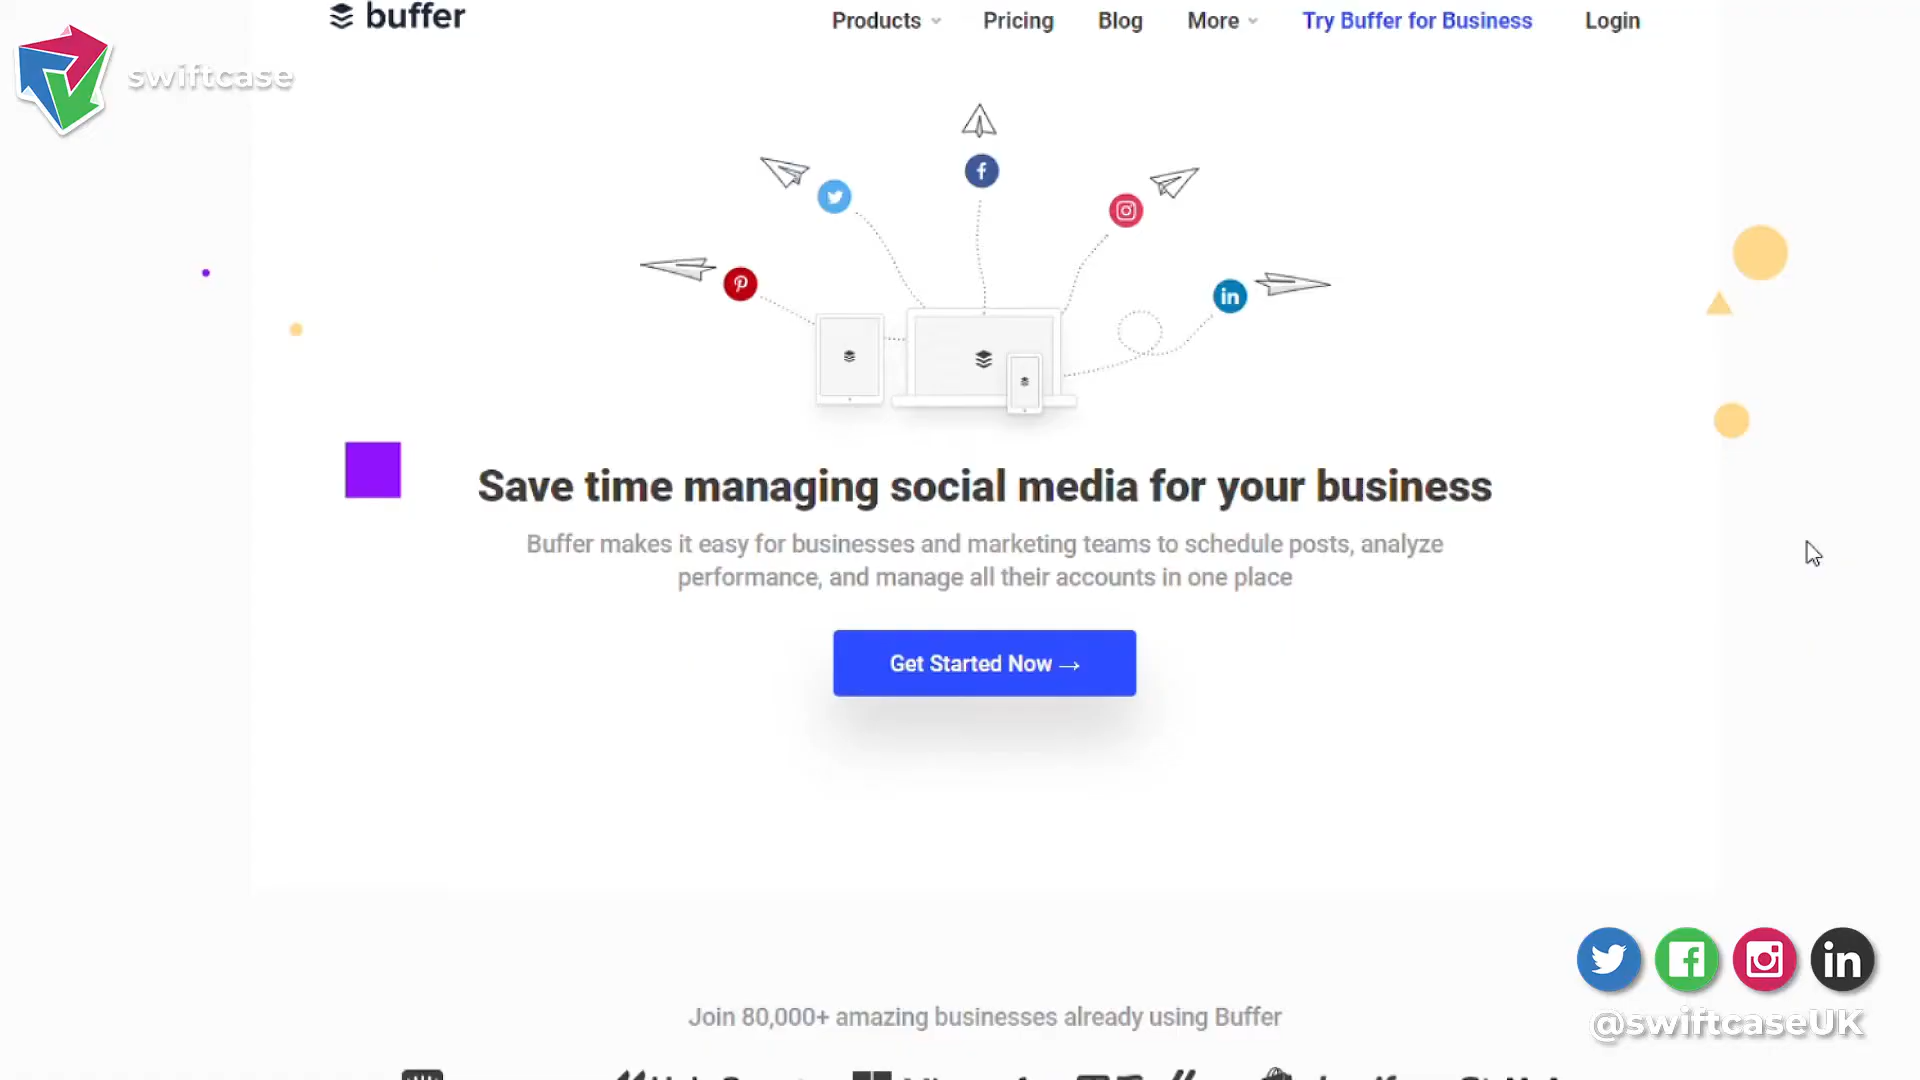 buffer
Products
Pricing
Blog
More
Try Buffer for Business
Login
swiftcase
Save time managing social media for your business
Buffer makes it easy for businesses and marketing teams to schedule posts, analyze
performance, and manage all their accounts in one place
Get Started Now →
Join 80,000+ amazing businesses already using Buffer
@swiftcaseUK